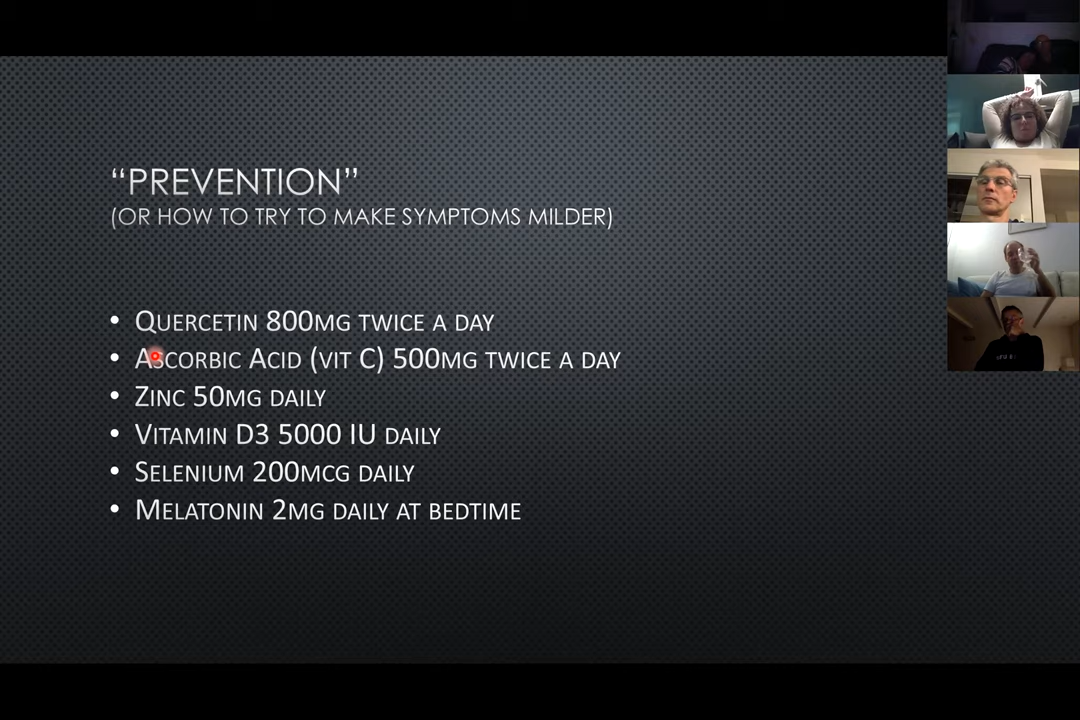 “PREVENTION”
(OR HOW TO TRY TO MAKE SYMPTOMS MILDER)
• QUERCETIN 800MG TWICE A DAY
• ASCORBIC ACID (VIT C) 500MG TWICE A DAY
• ZINC 50MG DAILY
• VITAMIN D3 5000 IU DAILY
• SELENIUM 200MCG DAILY
• MELATONIN 2MG DAILY AT BEDTIME